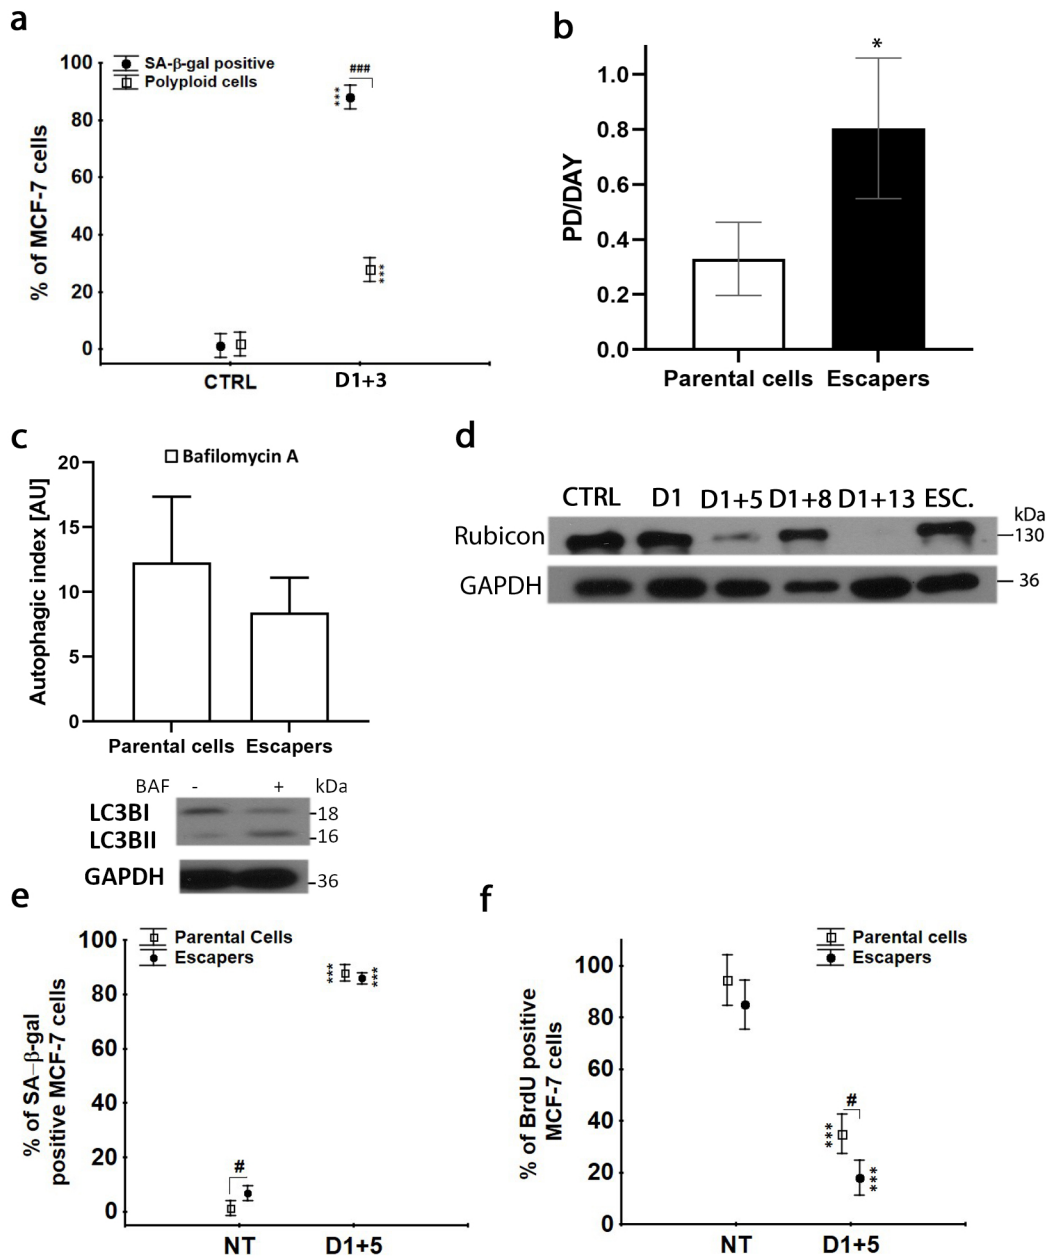 a
SA-β-gal positive
Polyploid cells
% of MCF-7 cells
100
80
60
40
20
0
***
###
***
CTRL
D1+3
b
*
PD/DAY
1.0
0.8
0.6
0.4
0.2
0.0
Parental cells Escapers
c
Bafilomycin A
Autophagic index [AU]
20
15
10
5
0
Parental cells Escapers
BAF - + kDa
LC3BI 18
LC3BII 16
GAPDH 36
d
CTRL D1 D1+5 D1+8 D1+13 ESC.
kDa
Rubicon 130
GAPDH 36
e
Parental Cells
Escapers
% of SA-β-gal
positive MCF-7 cells
100
80
60
40
20
0
#
*** ***
NT D1+5
f
Parental cells
Escapers
% of BrdU positive
MCF-7 cells
100
80
60
40
20
0
#
***
***
NT D1+5